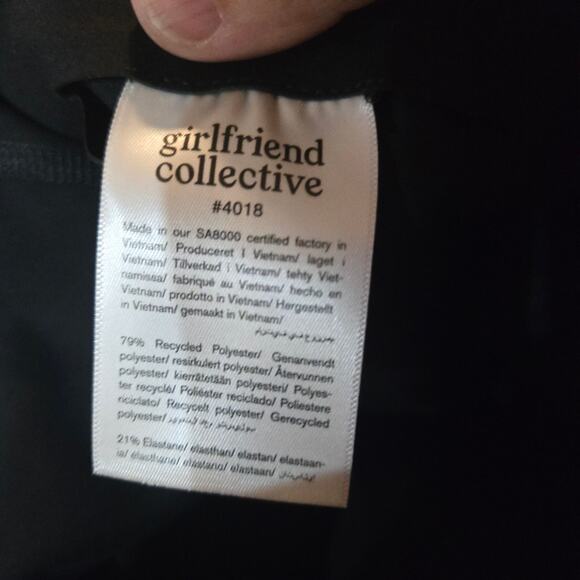 girlfriend
collective
#4018
Made in our SA8000 certified factory in
Vietnam/ Produceret i Vietnam/ laget i
Vietnam/ Tillverkad i Vietnam/ tehty Viet-
namissa/ fabriqué au Vietnam/ hecho en
Vietnam/ prodotto in Vietnam/ Hergestellt
in Vietnam/ gemaakt in Vietnam/
79% Recycled Polyester/ Genanvendt
polyester/ resirkulert polyester/ Återvunnen
polyester/ kierrätetään polyesteri/ Polyes-
ter recyclé/ Poliéster reciclado/ Poliestere
riciclato/ Recycelt polyester/ Gerecycled
polyester/
21% Elastane/ elasthan/ elastan/ elastaan-
ia/ élasthane/ elastano/ elastaan/